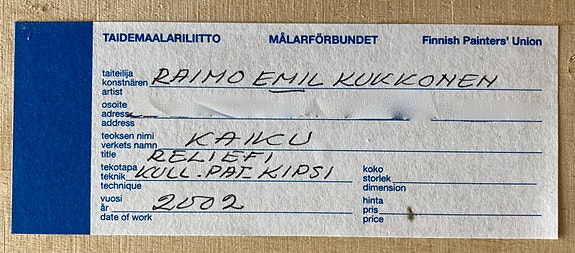 TAIDEMAALARILIITTO MÅLARFÖRBUNDET Finnish Painters' Union
taiteilija
konstnären RAIMO EMIL KUKKONEN
artist
osoite
adress
address
teoksen nimi
verkets namn KAIKU
title RELIEFI
tekotapa
teknik KULL. PAT. KIPSI koko
technique storlek
dimension
vuosi
år 2002 hinta
date of work pris
price